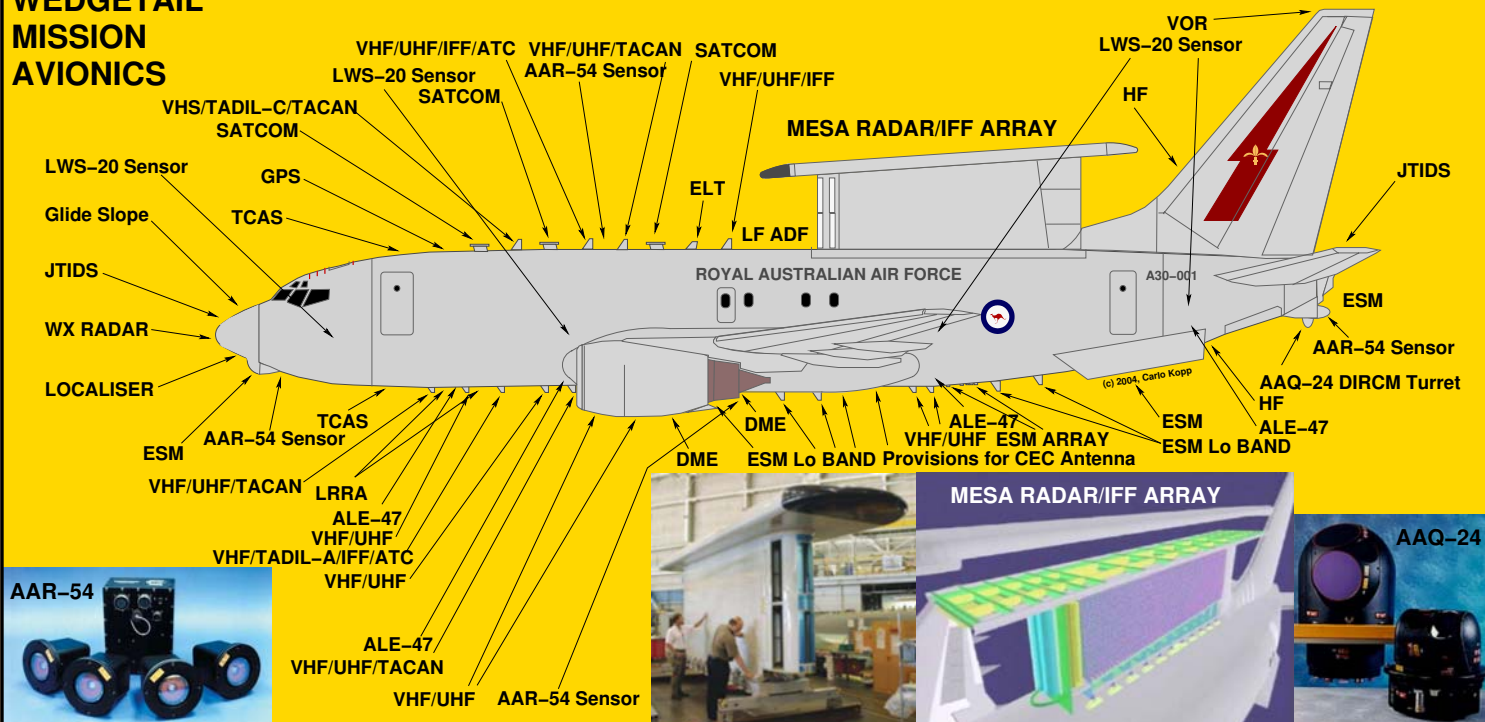 WEDGETAIL
MISSION
AVIONICS
VOR
LWS–20 Sensor
VHF/UHF/IFF/ATC
VHF/UHF/TACAN
SATCOM
LWS–20 Sensor
AAR–54 Sensor
VHF/UHF/IFF
SATCOM
HF
VHS/TADIL–C/TACAN
SATCOM
MESA RADAR/IFF ARRAY
LWS–20 Sensor
GPS
ELT
JTIDS
Glide Slope
TCAS
LF ADF
JTIDS
ROYAL AUSTRALIAN AIR FORCE
A30–001
ESM
WX RADAR
AAR–54 Sensor
LOCALISER
(c) 2004, Carlo Kopp
AAQ–24 DIRCM Turret
HF
TCAS
DME
ALE–47
ESM
ALE–47
AAR–54 Sensor
VHF/UHF
ESM ARRAY
ESM Lo BAND
ESM
DME
ESM Lo BAND
Provisions for CEC Antenna
VHF/UHF/TACAN
LRRA
ALE–47
VHF/UHF
VHF/TADIL–A/IFF/ATC
VHF/UHF
MESA RADAR/IFF ARRAY
AAQ–24
AAR–54
ALE–47
VHF/UHF/TACAN
VHF/UHF
AAR–54 Sensor